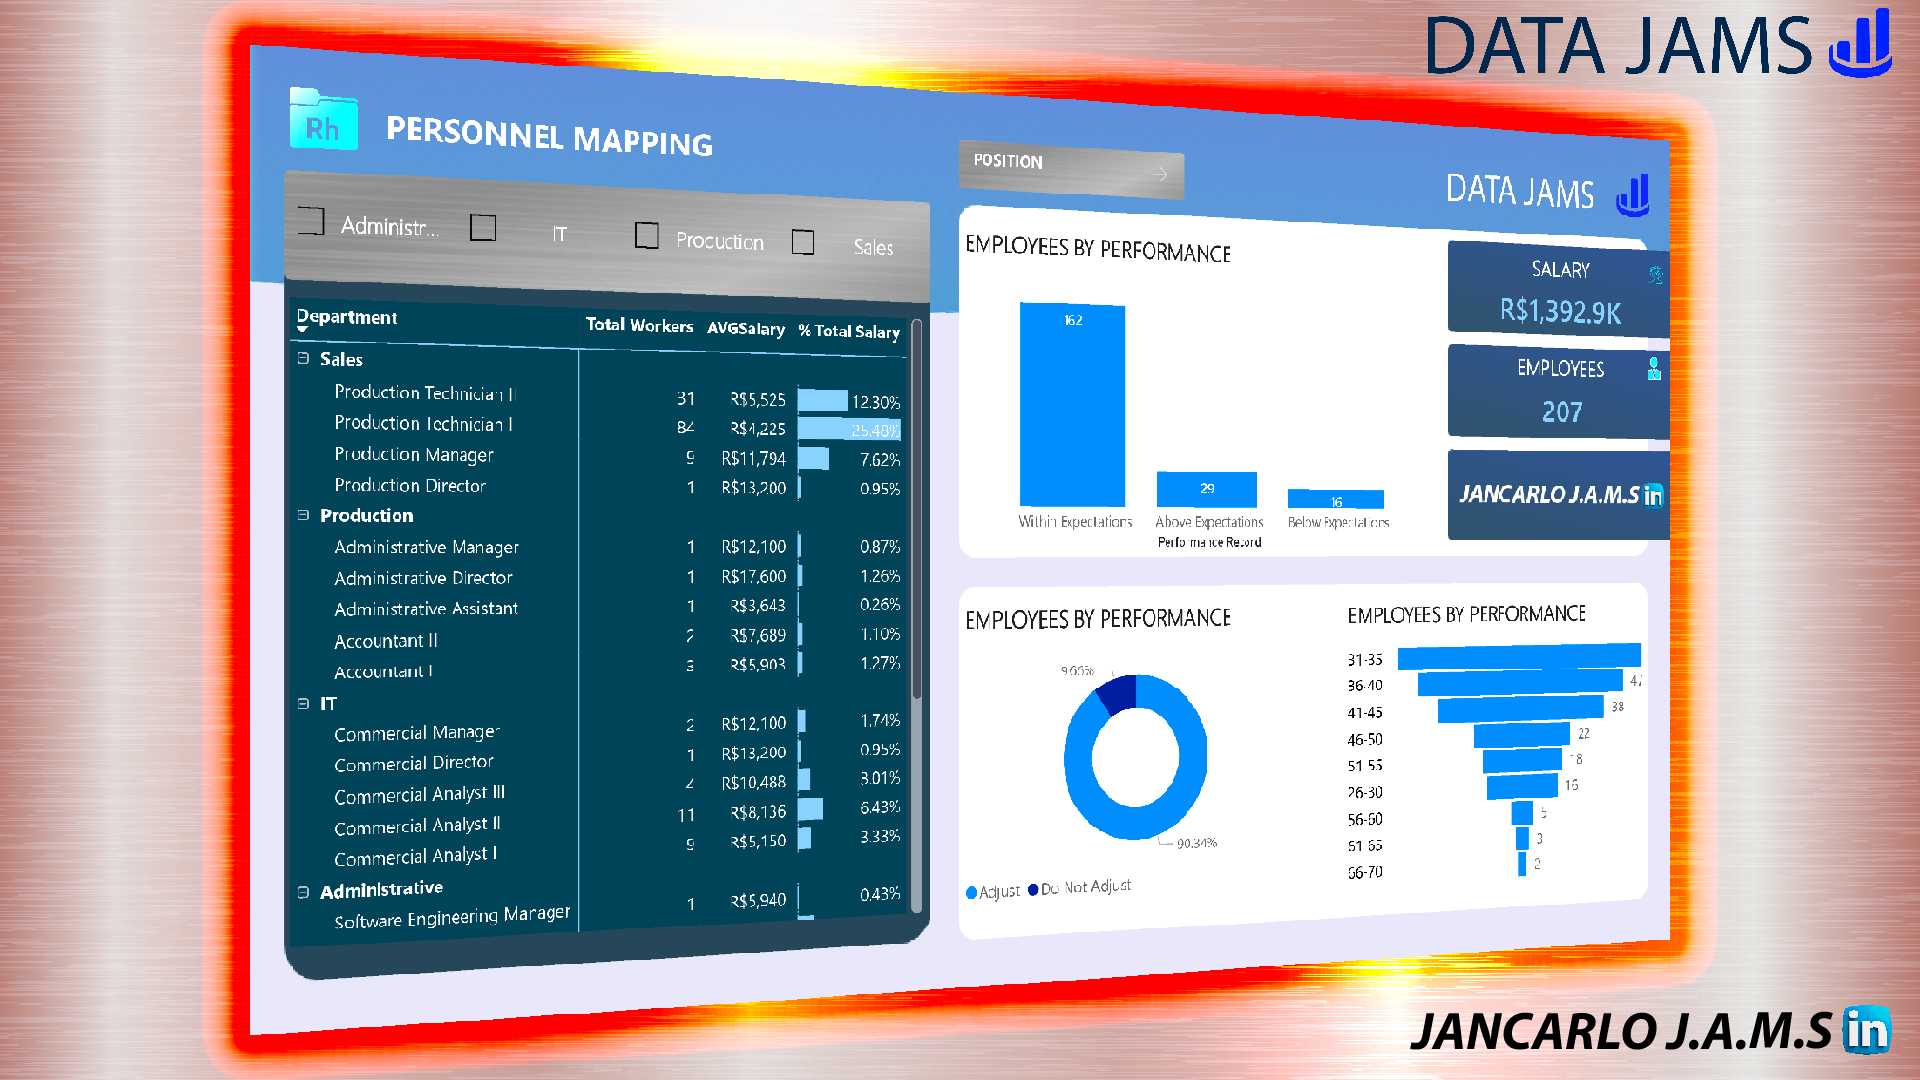 DATA JAMS
Rh
PERSONNEL MAPPING
Administr...
IT
Production
Sales
Department
Total Workers
AVGSalary
% Total Salary
Sales
Production Technician II 31 R$5,525 12.30%
Production Technician I 84 R$4,225 25.48%
Production Manager 9 R$11,794 7.62%
Production Director 1 R$13,200 0.95%
Production
Administrative Manager 1 R$12,100 0.87%
Administrative Director 1 R$17,600 1.26%
Administrative Assistant 1 R$3,643 0.26%
Accountant II 2 R$7,689 1.10%
Accountant I 3 R$5,903 1.27%
IT
Commercial Manager 2 R$12,100 1.74%
Commercial Director 1 R$13,200 0.95%
Commercial Analyst III 4 R$10,488 3.01%
Commercial Analyst II 11 R$8,136 6.43%
Commercial Analyst I 9 R$5,150 3.33%
Administrative
Software Engineering Manager 1 R$5,940 0.43%
POSITION
DATA JAMS
EMPLOYEES BY PERFORMANCE
162
29
16
Within Expectations
Above Expectations
Below Expectations
Performance Record
SALARY
R$1,392.9K
EMPLOYEES
207
JANCARLO J.A.M.S in
EMPLOYEES BY PERFORMANCE
9.66%
90.34%
Adjust
Do Not Adjust
EMPLOYEES BY PERFORMANCE
31-35
36-40 47
41-45 38
46-50 22
51-55 18
26-30 16
56-60 5
61-65 3
66-70 2
JANCARLO J.A.M.S in